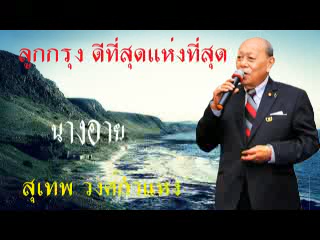 ลูกกรุง ดีที่สุดแห่งที่สุด
นางอาย
สุเทพ วงศ์กำแหง